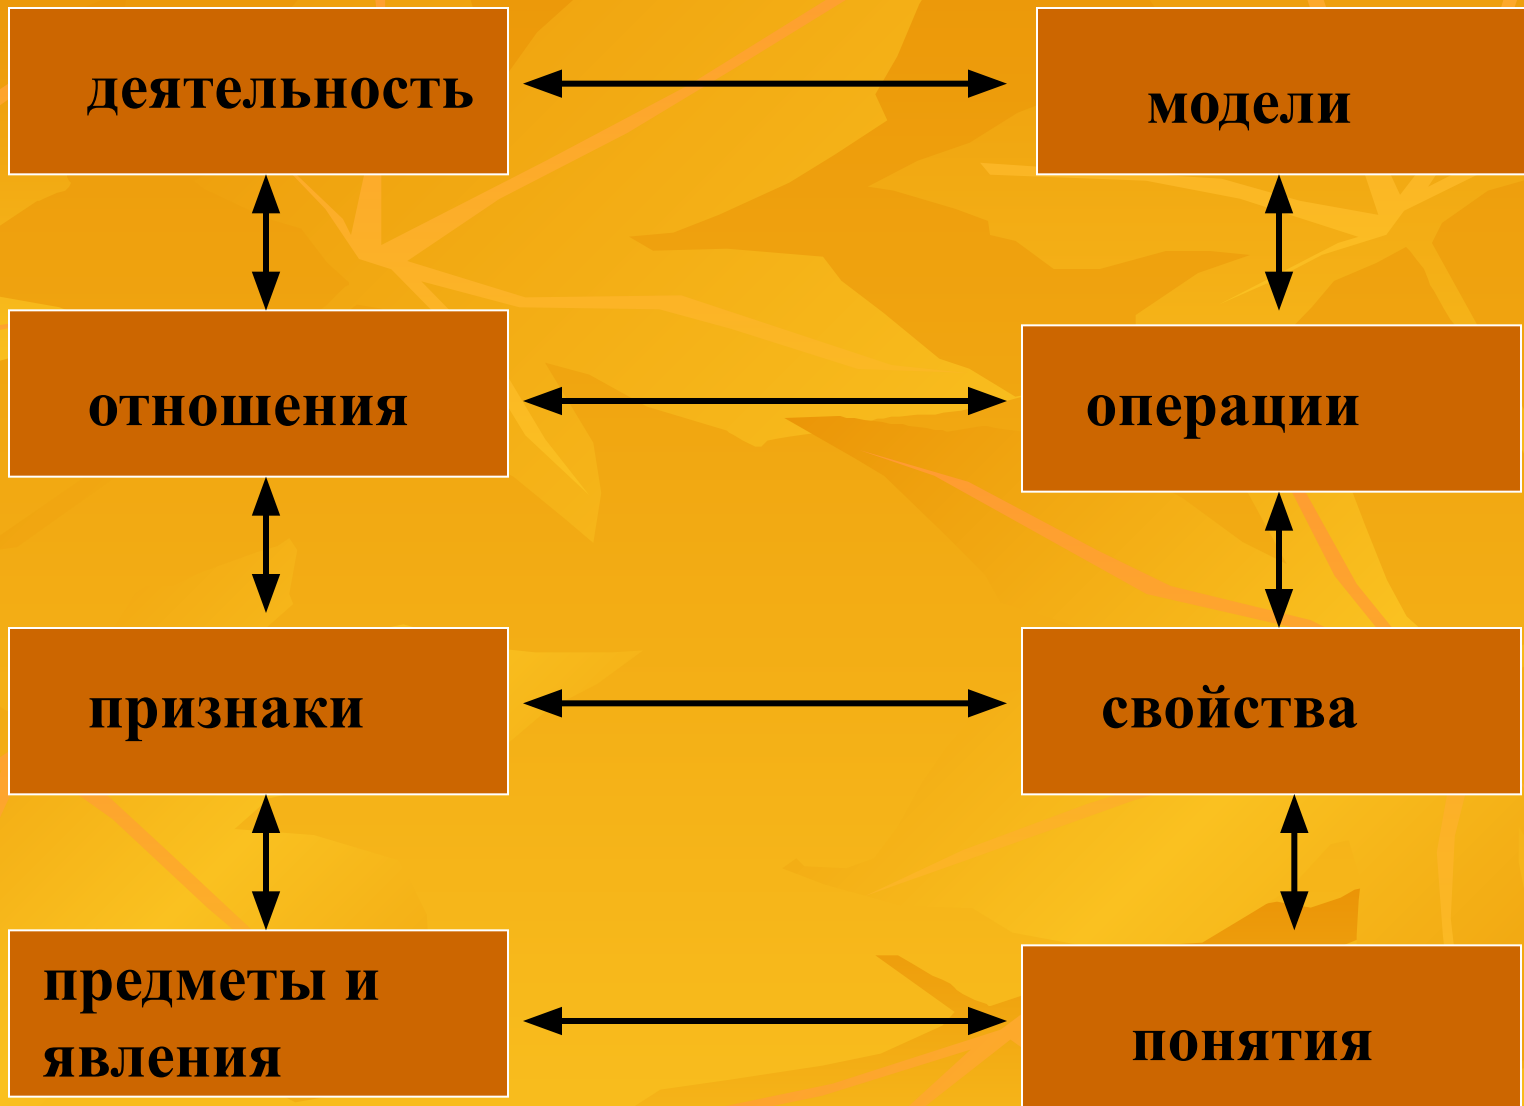 деятельность
модели
отношения
операции
признаки
свойства
предметы и
явления
понятия